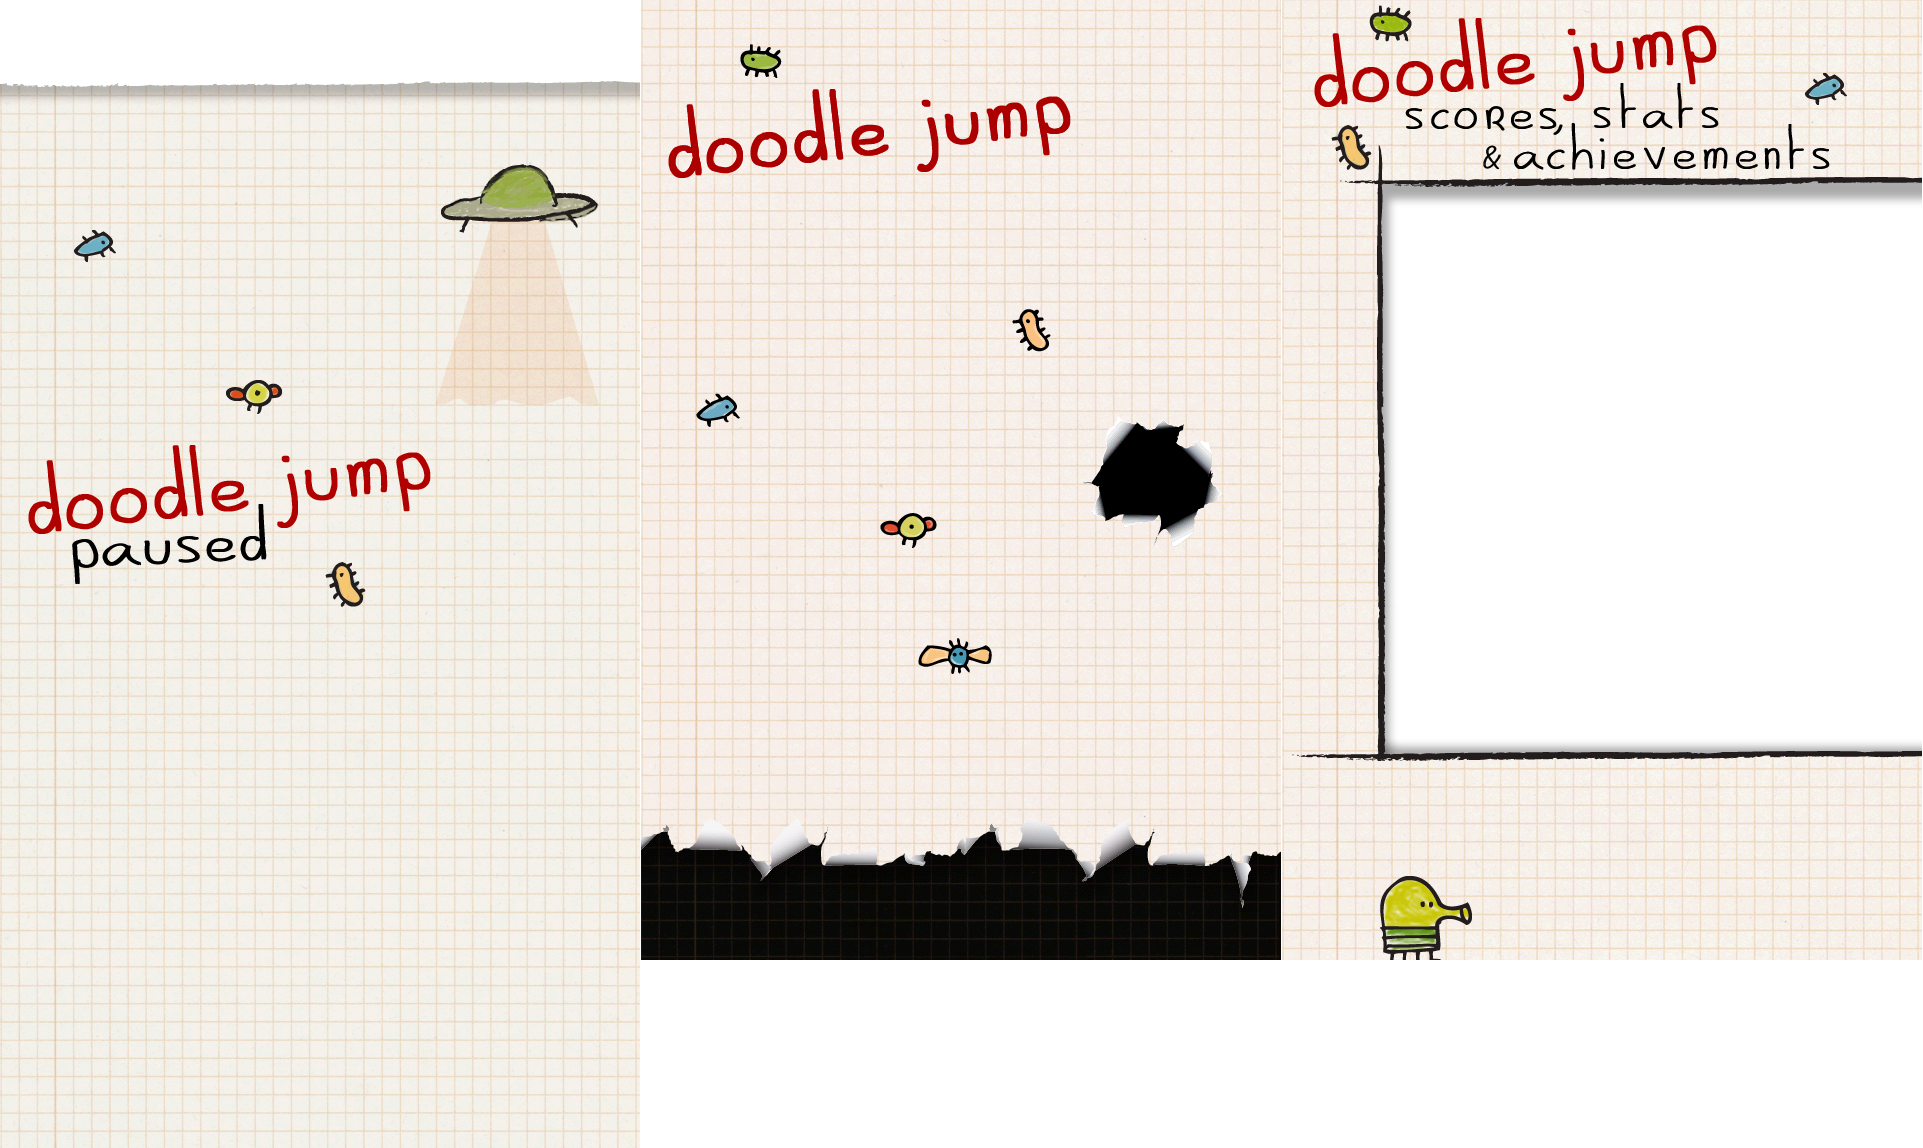 doodle jump
paused
doodle jump
doodle jump
scores, stats
& achievements